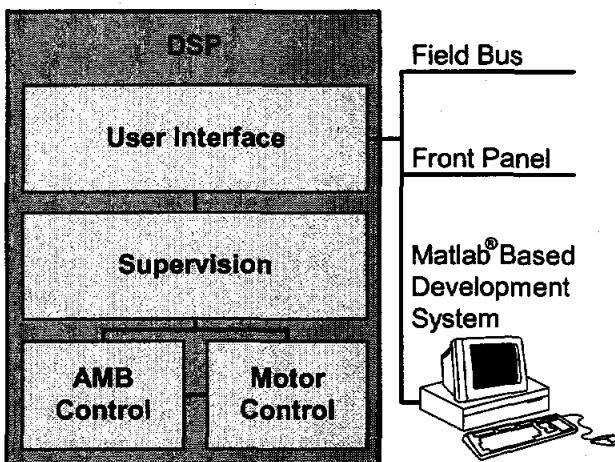 DSP
User Interface
Supervision
AMB
Control
Motor
Control
Field Bus
Front Panel
Matlab® Based
Development
System